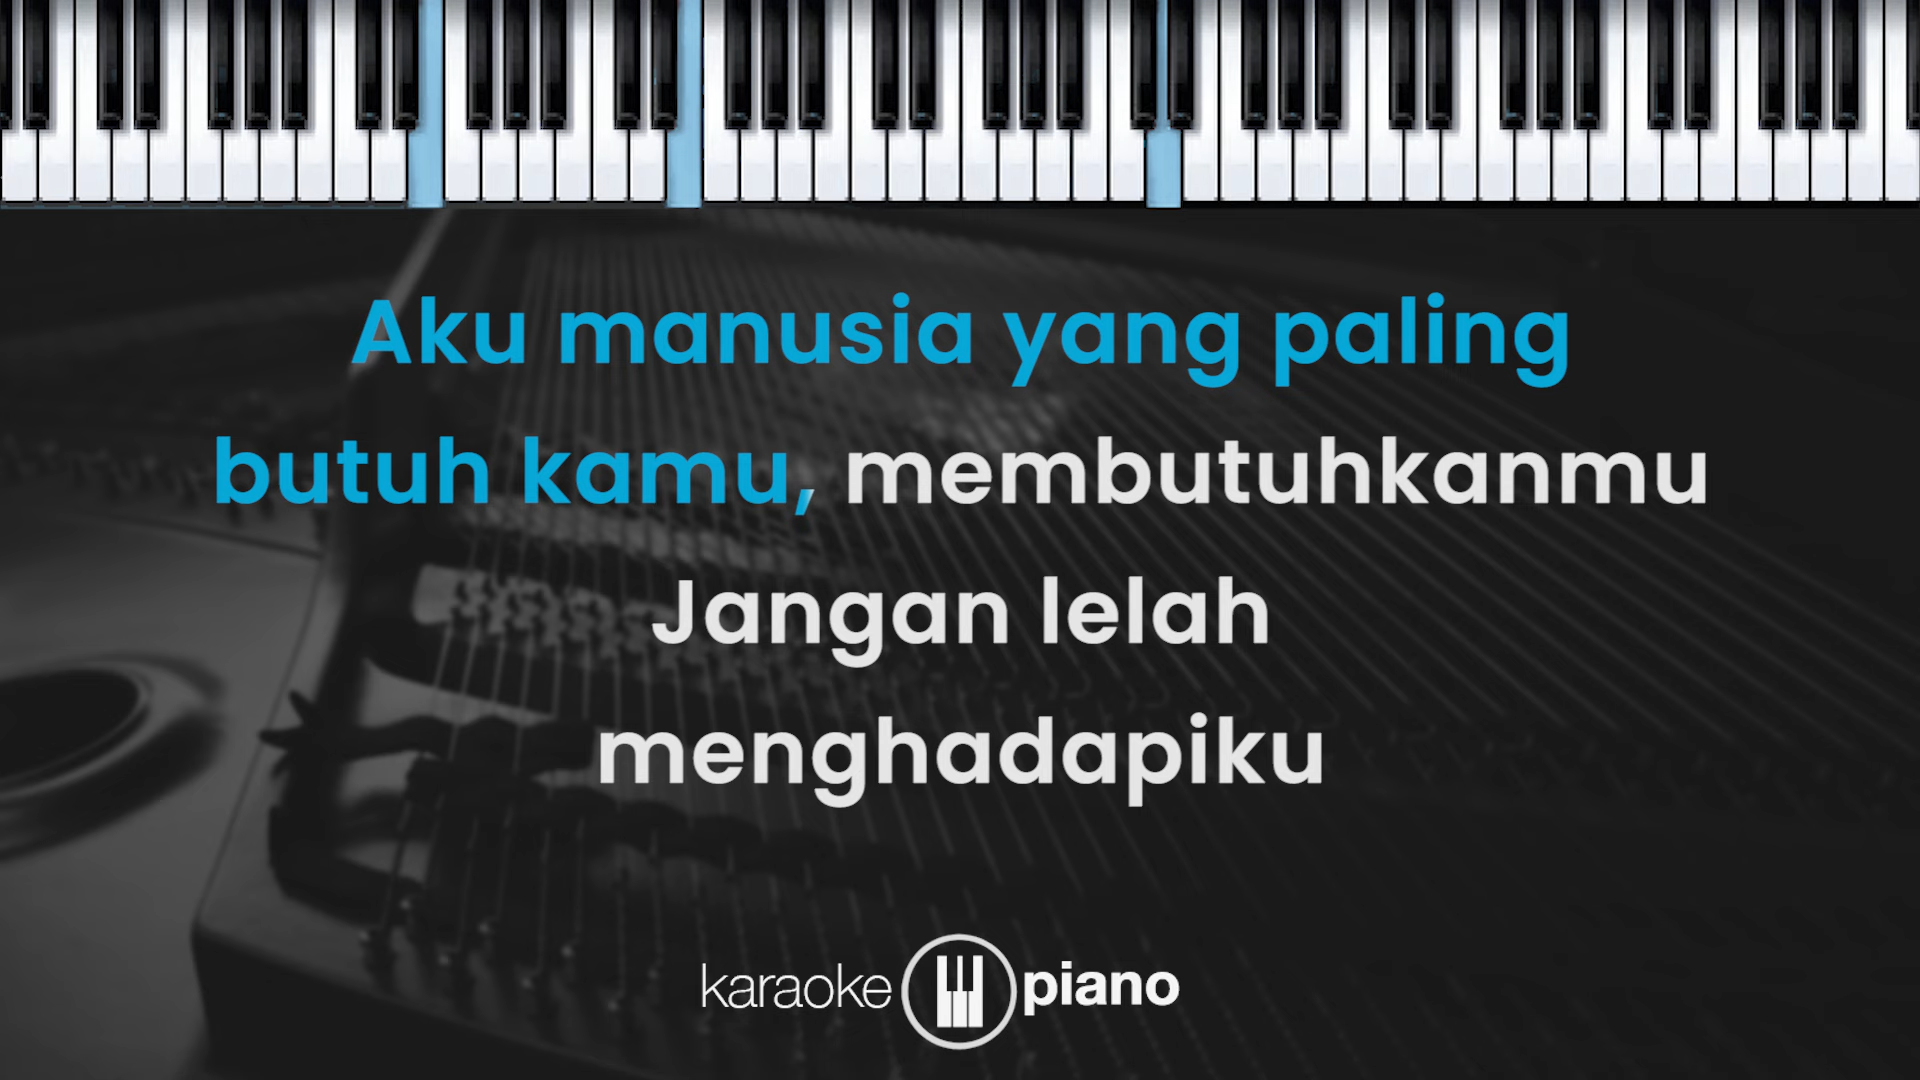 Aku manusia yang paling
butuh kamu, membutuhkanmu
Jangan lelah
menghadapiku
karaoke piano